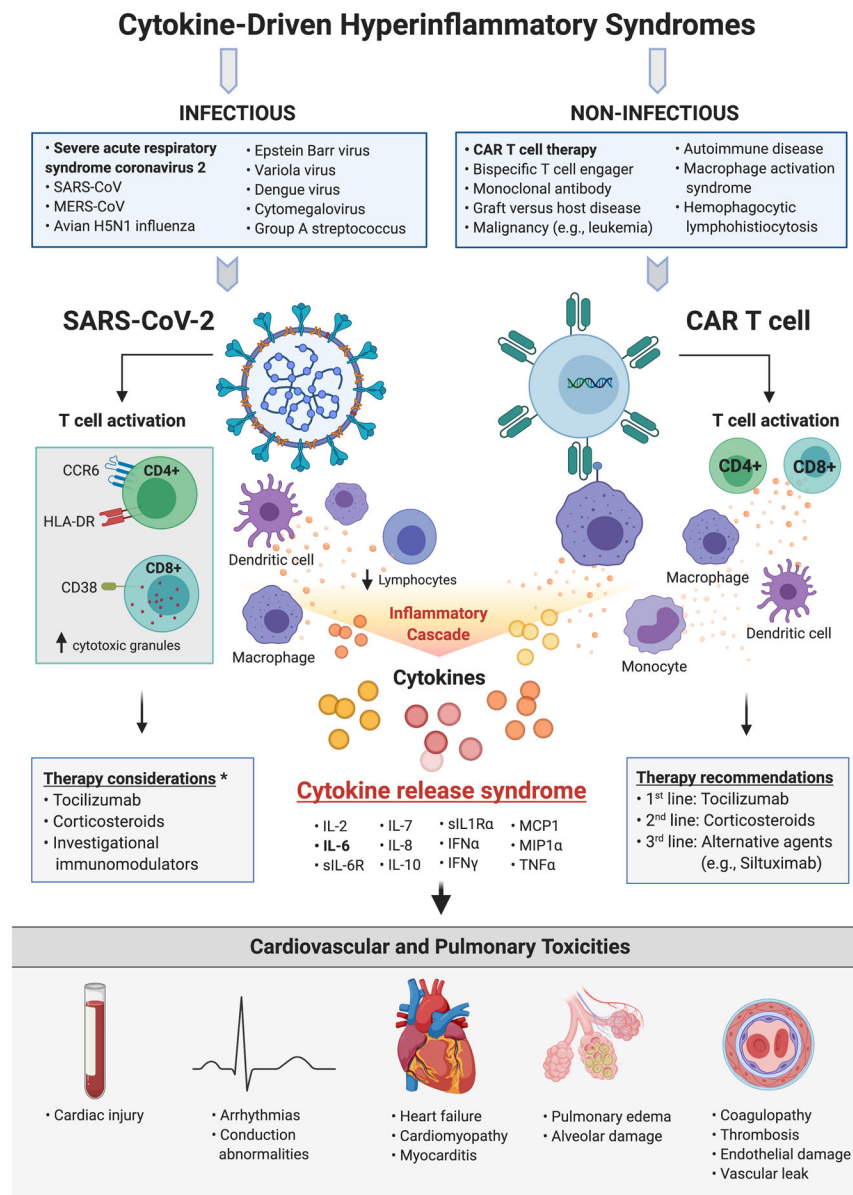 Cytokine-Driven Hyperinflammatory Syndromes
INFECTIOUS
• Severe acute respiratory
syndrome coronavirus 2
• SARS-CoV
• MERS-CoV
• Avian H5N1 influenza
• Epstein Barr virus
• Variola virus
• Dengue virus
• Cytomegalovirus
• Group A streptococcus
NON-INFECTIOUS
• CAR T cell therapy
• Bispecific T cell engager
• Monoclonal antibody
• Graft versus host disease
• Malignancy (e.g., leukemia)
• Autoimmune disease
• Macrophage activation
syndrome
• Hemophagocytic
lymphohistiocytosis
SARS-CoV-2
T cell activation
CCR6
CD4+
HLA-DR
CD8+
CD38
cytotoxic granules
Dendritic cell
Lymphocytes
Macrophage
CAR T cell
T cell activation
CD4+
CD8+
Macrophage
Dendritic cell
Monocyte
Inflammatory
Cascade
Cytokines
Therapy considerations *
• Tocilizumab
• Corticosteroids
• Investigational
immunomodulators
Cytokine release syndrome
• IL-2
• IL-6
• sIL-6R
• IL-7
• IL-8
• IL-10
• sIL1Rα
• IFNα
• IFNγ
• MCP1
• MIP1α
• TNFα
Therapy recommendations
• 1st line: Tocilizumab
• 2nd line: Corticosteroids
• 3rd line: Alternative agents
(e.g., Siltuximab)
Cardiovascular and Pulmonary Toxicities
• Cardiac injury
• Arrhythmias
• Conduction
abnormalities
• Heart failure
• Cardiomyopathy
• Myocarditis
• Pulmonary edema
• Alveolar damage
• Coagulopathy
• Thrombosis
• Endothelial damage
• Vascular leak